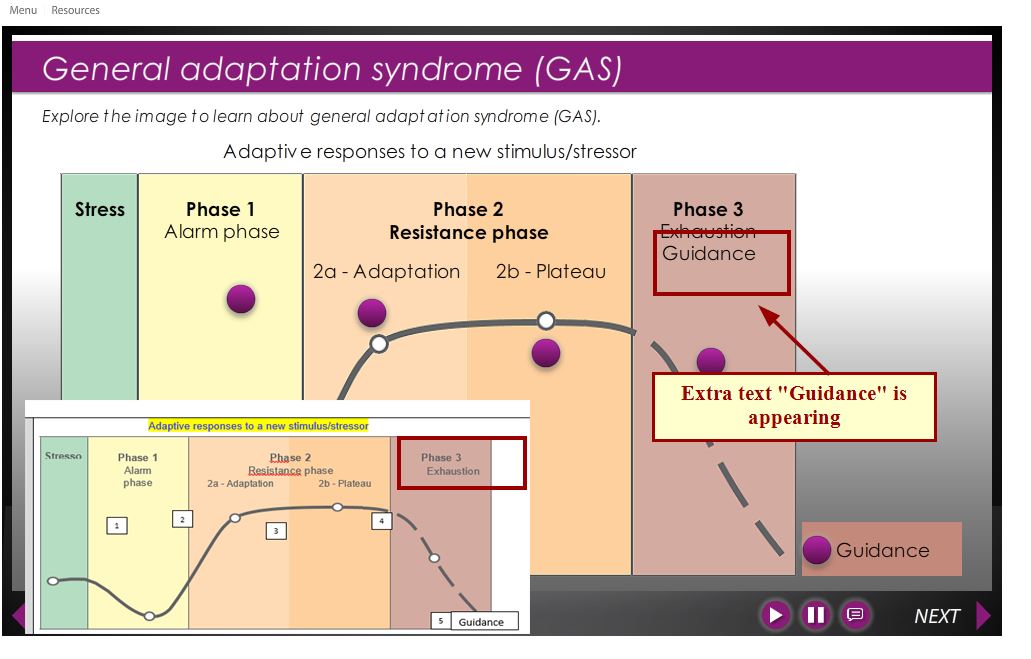 Menu Resources
General adaptation syndrome (GAS)
Explore the image to learn about general adaptation syndrome (GAS).
Adaptive responses to a new stimulus/stressor
Stress
Phase 1
Alarm phase
Phase 2
Resistance phase
2a - Adaptation
2b - Plateau
Phase 3
Exhaustion
Guidance
Extra text "Guidance" is
appearing
Guidance
Adaptive responses to a new stimulus/stressor
Stresso
Phase 1
Alarm
phase
Phase 2
Resistance phase
2a - Adaptation
2b - Plateau
Phase 3
Exhaustion
1
2
3
4
5
Guidance
NEXT